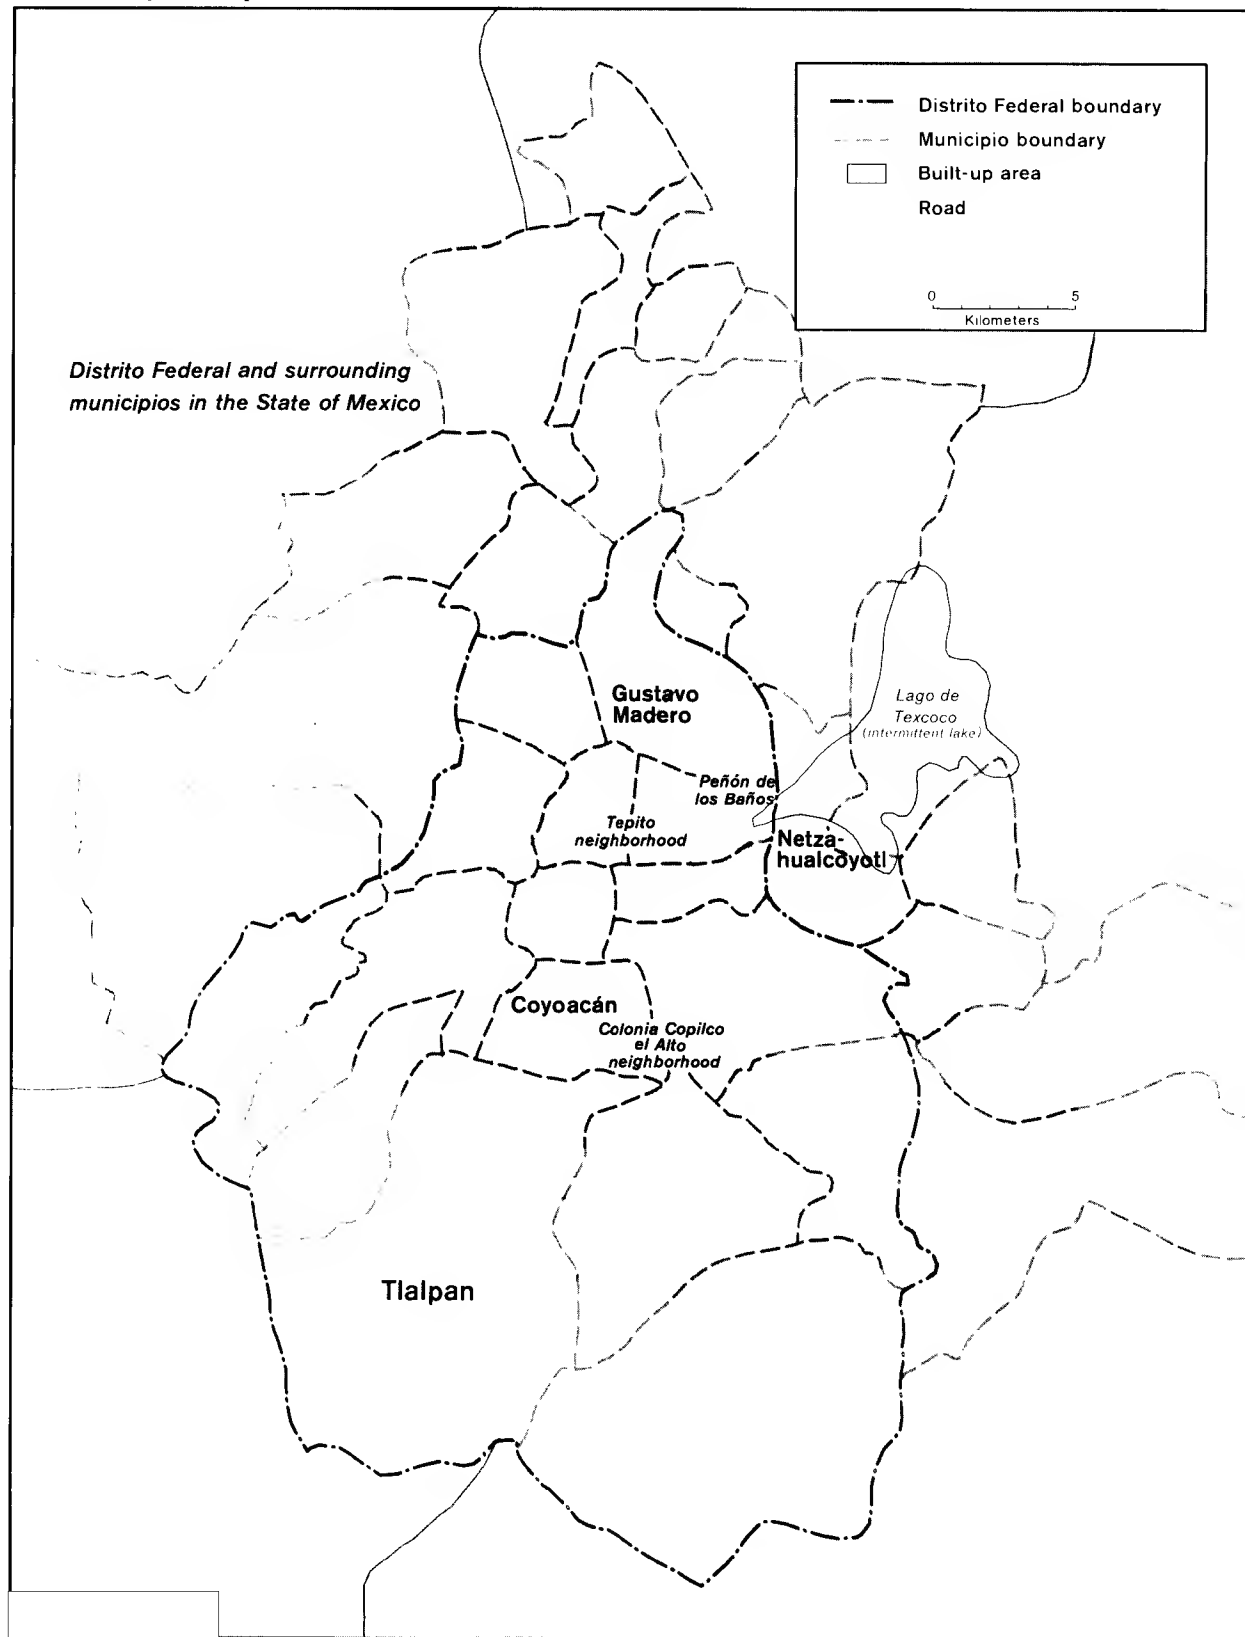 Distrito Federal boundary
Municipio boundary
Built-up area
Road
0 5
Kilometers
Distrito Federal and surrounding
municipios in the State of Mexico
Gustavo
Madero
Lago de
Texcoco
(intermittent lake)
Peñón de
los Baños
Tepito
neighborhood
Netza-
hualcóyotl
Coyoacán
Colonia Copilco
el Alto
neighborhood
Tlalpan